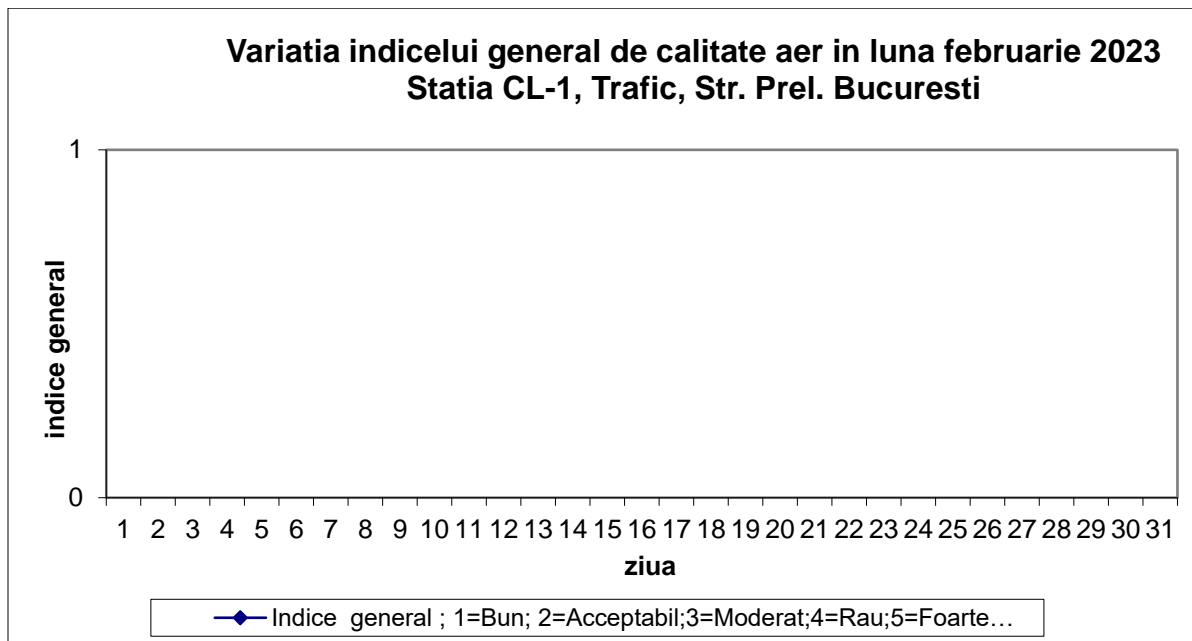 Variatia indicelui general de calitate aer in luna februarie 2023
Statia CL-1, Trafic, Str. Prel. Bucuresti
1
indice general
0
1 2 3 4 5 6 7 8 9 10 11 12 13 14 15 16 17 18 19 20 21 22 23 24 25 26 27 28 29 30 31
ziua
Indice general ; 1=Bun; 2=Acceptabil;3=Moderat;4=Rau;5=Foarte…